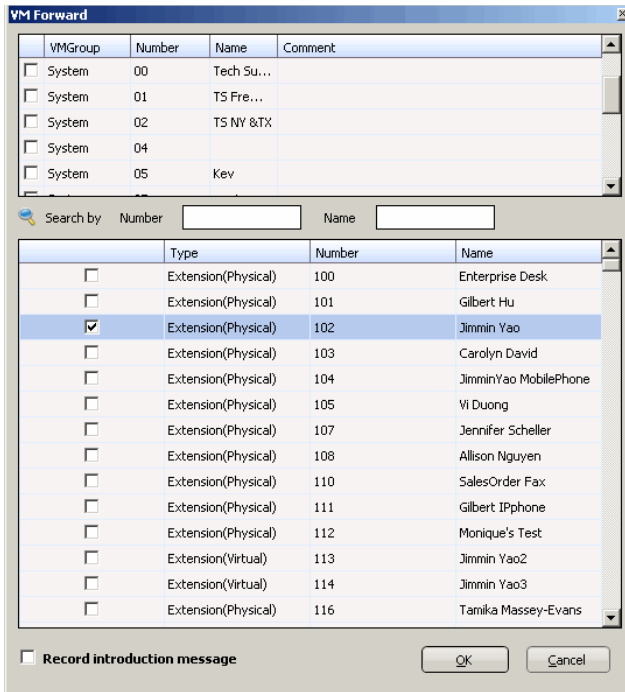 VM Forward
VMGroup Number Name Comment
System 00 Tech Su...
System 01 TS Fre...
System 02 TS NY &TX
System 04
System 05 Kev
Search by Number Name
Type Number Name
Extension(Physical) 100 Enterprise Desk
Extension(Physical) 101 Gilbert Hu
Extension(Physical) 102 Jimmin Yao
Extension(Physical) 103 Carolyn David
Extension(Physical) 104 JimminYao MobilePhone
Extension(Physical) 105 Vi Duong
Extension(Physical) 107 Jennifer Scheller
Extension(Physical) 108 Allison Nguyen
Extension(Physical) 110 SalesOrder Fax
Extension(Physical) 111 Gilbert IPphone
Extension(Physical) 112 Monique's Test
Extension(Virtual) 113 Jimmin Yao2
Extension(Virtual) 114 Jimmin Yao3
Extension(Physical) 116 Tamika Massey-Evans
Record introduction message OK Cancel